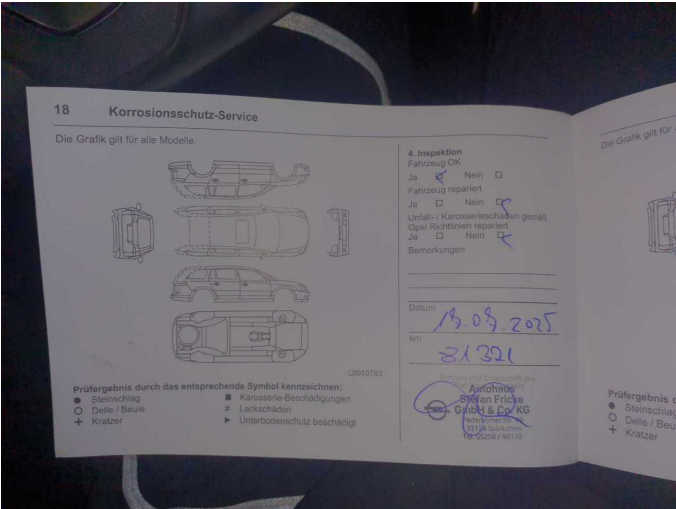 18 Korrosionsschutz-Service
Die Grafik gilt für alle Modelle.
4. Inspektion
Fahrzeug OK
Ja Nein
Fahrzeug repariert
Ja Nein
Unfall- / Karosserieschaden gemäß
Opel Richtlinien repariert
Ja Nein
Bemerkungen
Datum
2025
km
81321
L0010783
Prüfergebnis durch das entsprechende Symbol kennzeichnen:
● Steinschlag
○ Delle / Beule
+ Kratzer
■ Karosserie-Beschädigungen
# Lackschäden
► Unterbodenschutz beschädigt
Autohaus
Stefan Fricke
GmbH & Co. KG
Die Grafik gilt für
Prüfergebnis
● Steinschlag
○ Delle / Beu
+ Kratzer